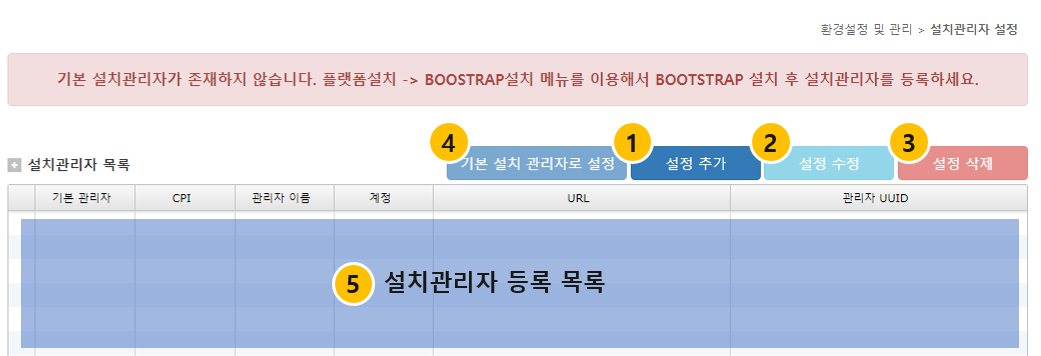 환경설정 및 관리 > 설치관리자 설정
기본 설치관리자가 존재하지 않습니다. 플랫폼설치 -> BOOSTRAP설치 메뉴를 이용해서 BOOTSTRAP 설치 후 설치관리자를 등록하세요.
설치관리자 목록
4 기본 설치 관리자로 설정 1 설정 추가 2 설정 수정 3 설정 삭제
기본 관리자 CPI 관리자 이름 계정 URL 관리자 UUID
5 설치관리자 등록 목록